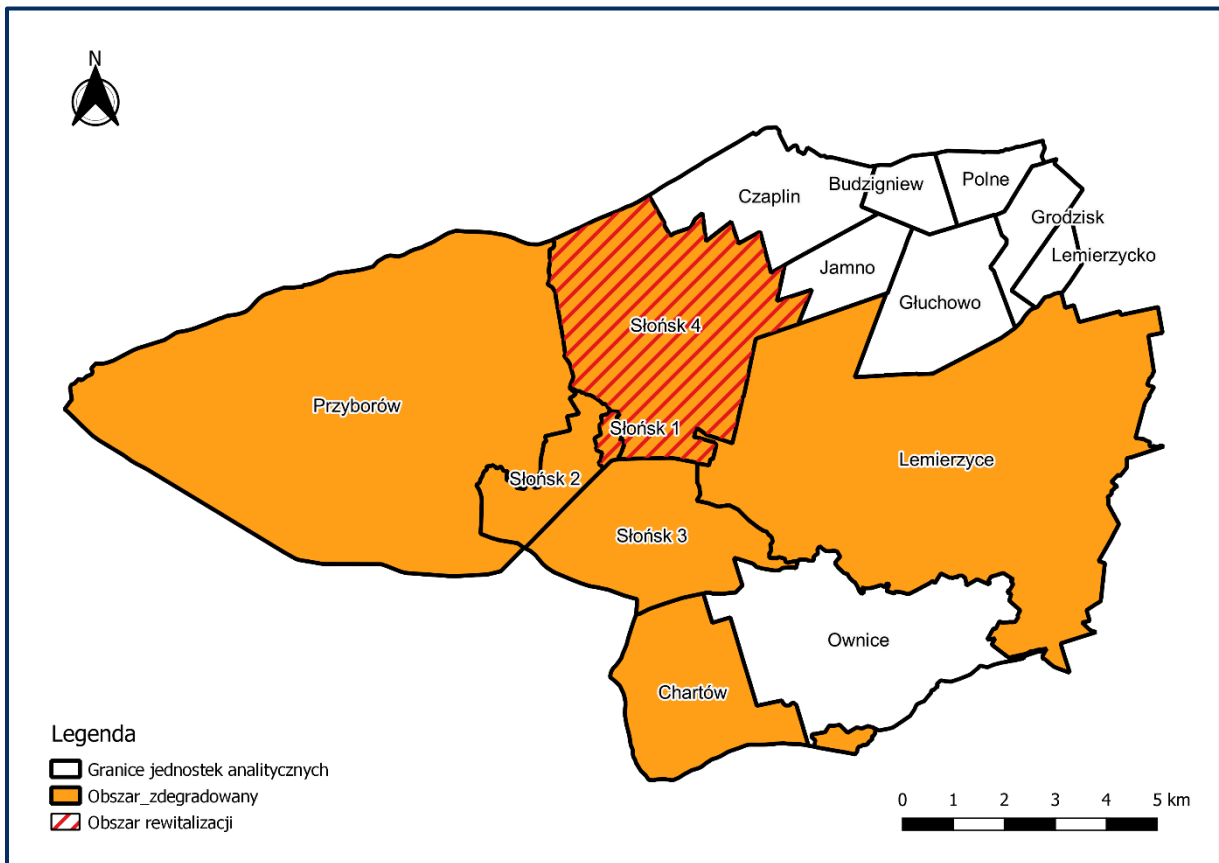 N
Czaplin
Budzigniew
Polne
Grodzisk
Lemierzycko
Jamno
Głuchowo
Słońsk 4
Przyborów
Słońsk 1
Lemierzyce
Słońsk 2
Słońsk 3
Ownice
Chartów
Legenda
Granice jednostek analitycznych
Obszar_zdegradowany
Obszar rewitalizacji
0 1 2 3 4 5 km